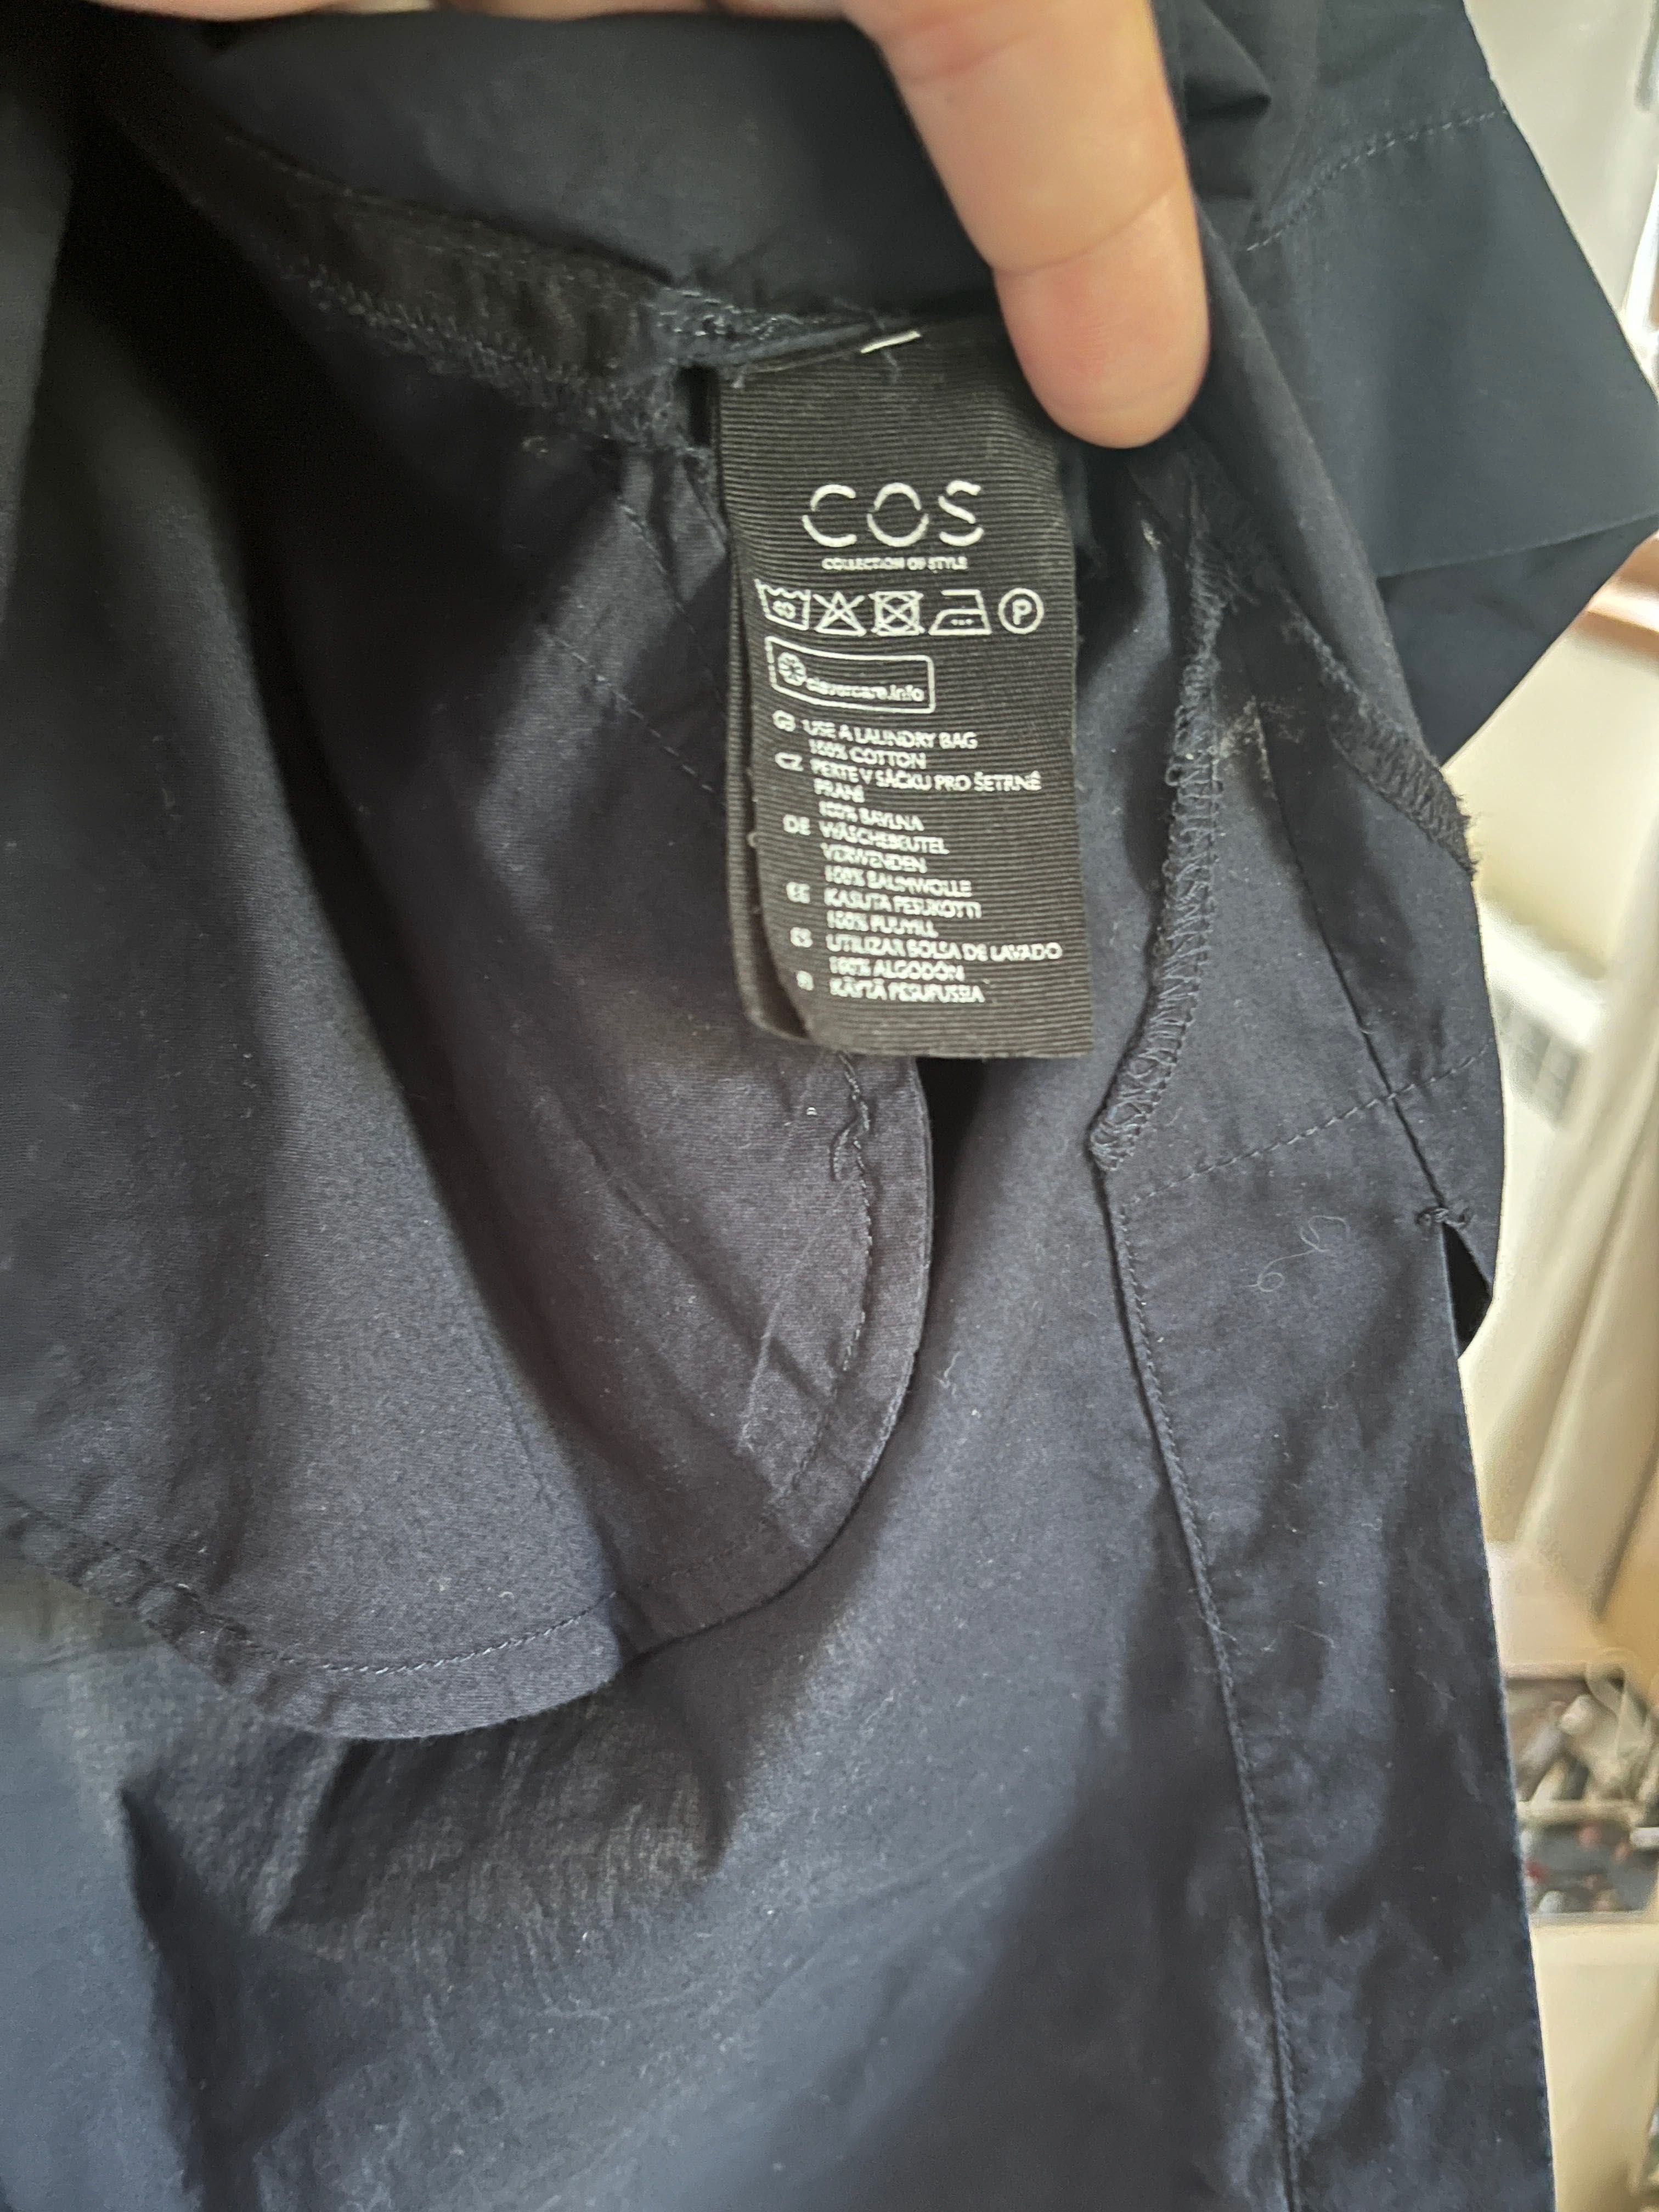 COS
COLLECTION OF STYLE
40
P
clevercare.info
GB USE A LAUNDRY BAG
100% COTTON
CZ PERTE V SÁČKU PRO ŠETRNÉ
PRANÍ
100% BAVLNA
DE WÄSCHEBEUTEL
VERWENDEN
100% BAUMWOLLE
EE KASUTA PESUKOTTI
100% PUUVILL
ES UTILIZAR BOLSA DE LAVADO
100% ALGODÓN
FI KÄYTÄ PESUPUSSIA